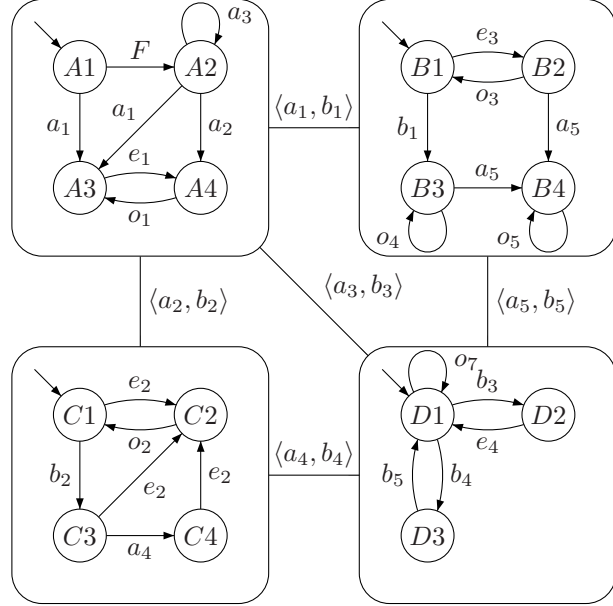 a₃
F
A1 A2
a₁ a₁ a₂
e₁
A3 A4
o₁
⟨a₁, b₁⟩
e₃
B1 B2
o₃
b₁ a₅
a₅
B3 B4
o₄ o₅
⟨a₂, b₂⟩ ⟨a₃, b₃⟩ ⟨a₅, b₅⟩
e₂
C1 C2
o₂
b₂ e₂ e₂
C3 C4
a₄
⟨a₄, b₄⟩
o₇
b₃
D1 D2
e₄
b₅ b₄
D3